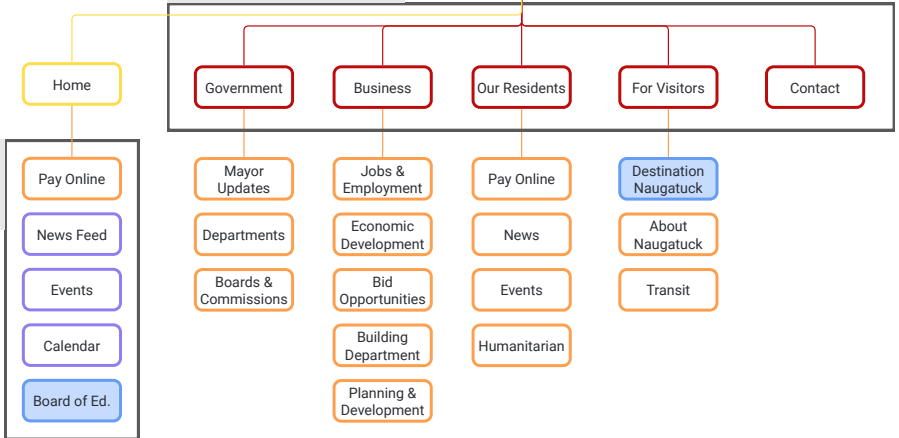 Home
Government
Business
Our Residents
For Visitors
Contact
Pay Online
News Feed
Events
Calendar
Board of Ed.
Mayor
Updates
Departments
Boards &
Commissions
Jobs &
Employment
Economic
Development
Bid
Opportunities
Building
Department
Planning &
Development
Pay Online
News
Events
Humanitarian
Destination
Naugatuck
About
Naugatuck
Transit